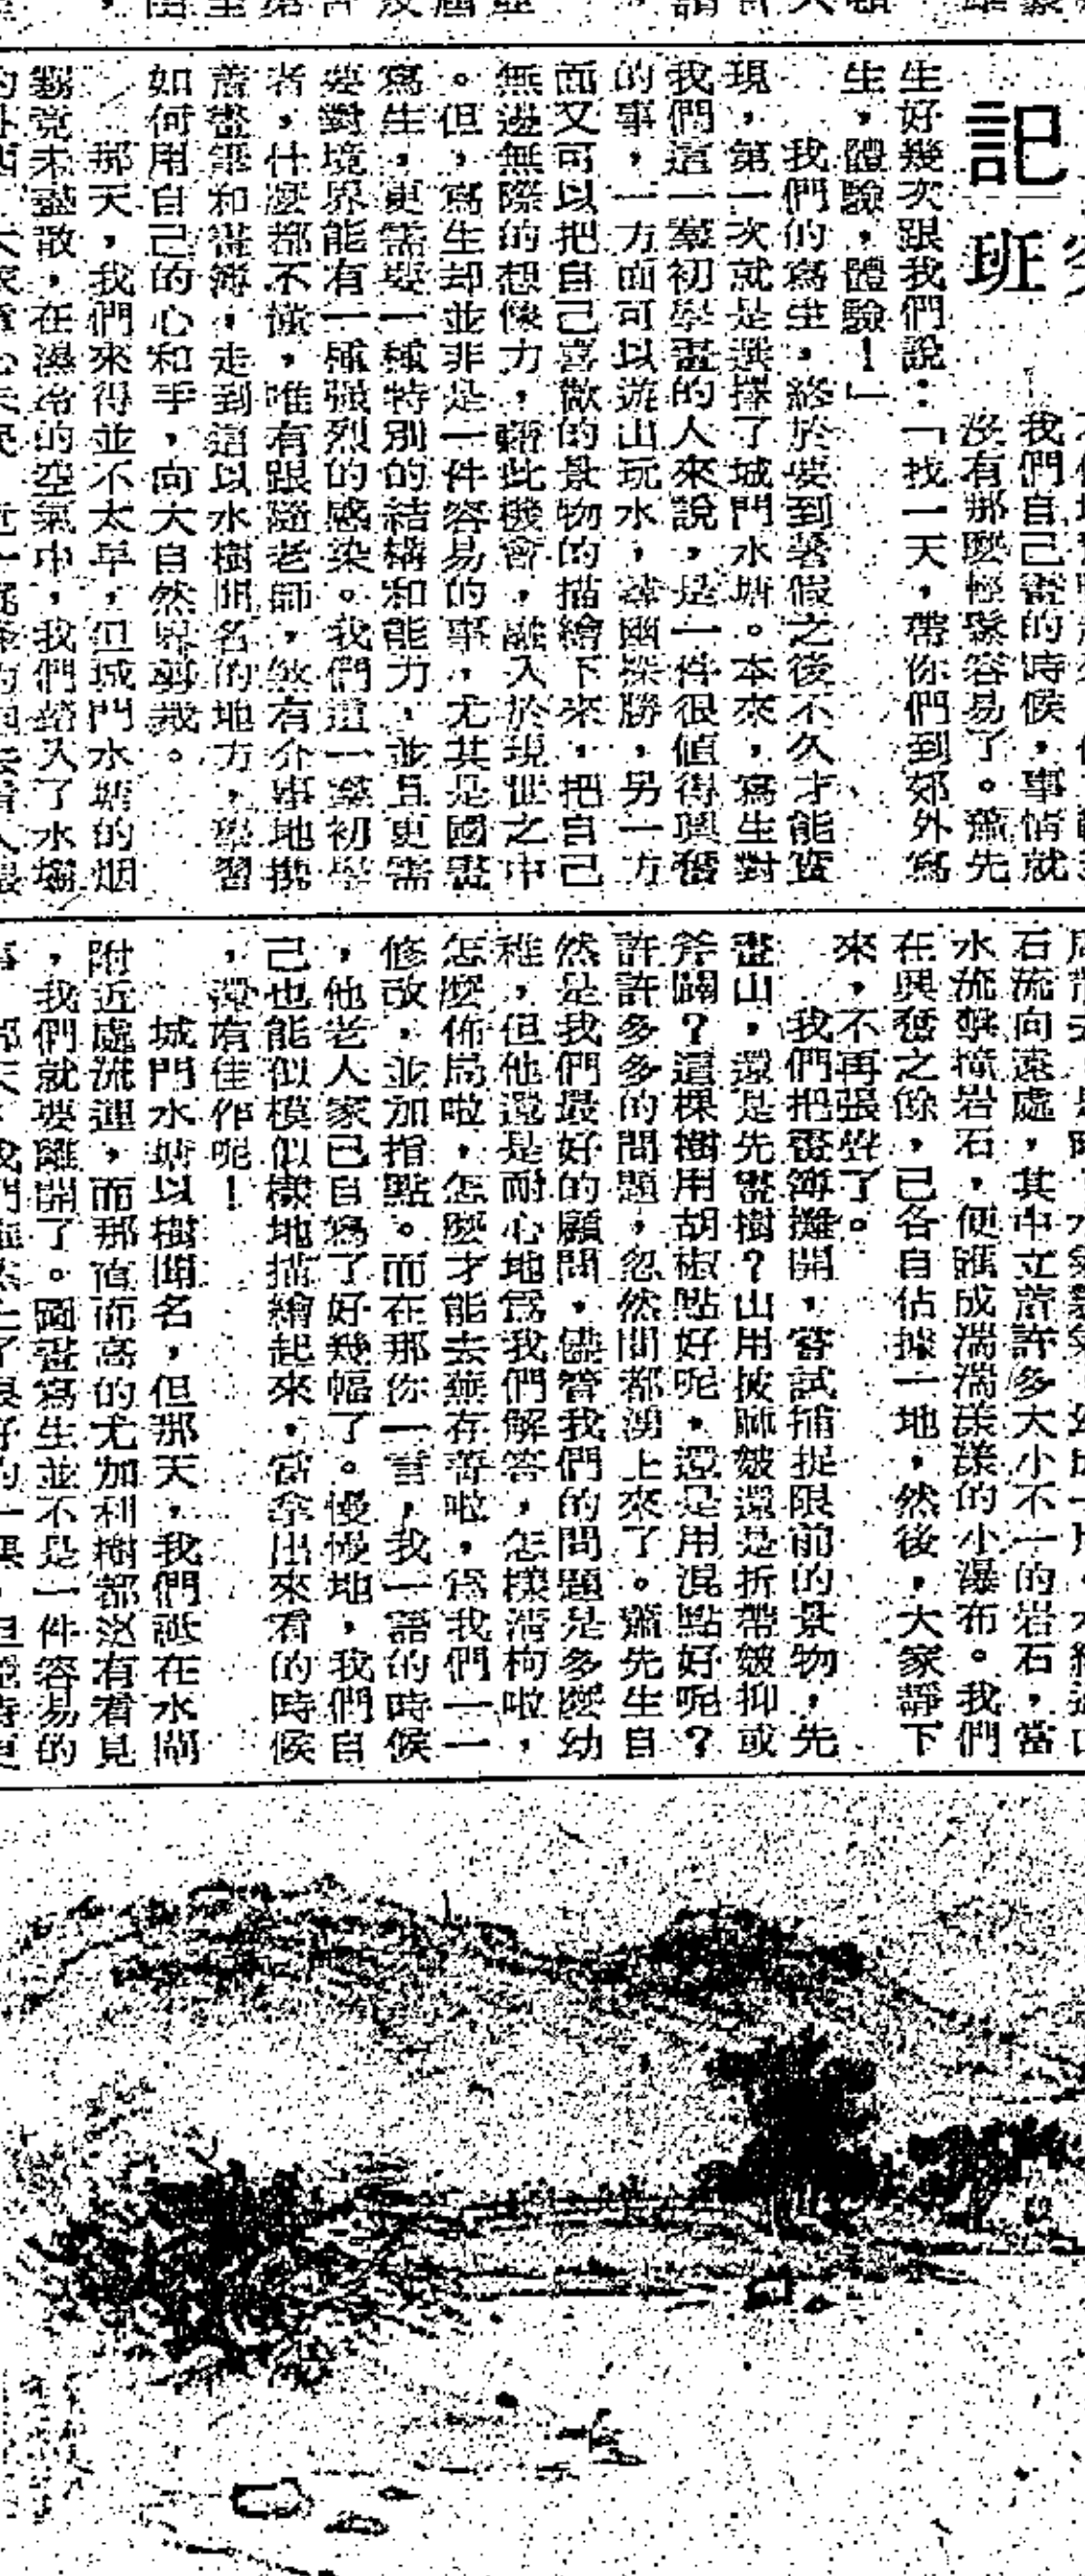 記
班
我們自己畫的時候，事情就
沒有那麼輕鬆容易了。蕭先
生好幾次跟我們說：「找一天，帶你們到郊外寫
生，體驗，體驗！」
我們的寫生，終於要到暑假之後不久才能實
現，第一次就是選擇了城門水塘。本來，寫生對
我們這一羣初學畫的人來說，是一件很值得興奮
的事，一方面可以遊山玩水，尋幽探勝，另一方
面又可以把自己喜歡的景物的描繪下來，把自己
無邊無際的想像力，藉此機會，融入於現世之中
。但，寫生却並非是一件容易的事，尤其是國畫
寫生，更需要一種特別的結構和能力，並且更需
要對境界能有一種强烈的感染。我們這一羣初學
者，什麼都不懂，唯有跟隨老師，煞有介事地携
着畫筆和畫簿，走到這以水樹聞名的地方，學習
如何用自己的心和手，向大自然界剪裁。
那天，我們來得並不太早，但城門水塘的烟
霧竟未盡散，在濕冷的空氣中，我們踏入了水塘
石流向遠處，其中立着許多大小不一的岩石，當
水流擊撞岩石，便匯成湍湍漾漾的小瀑布。我們
在興奮之餘，已各自佔據一地，然後，大家靜下
來，不再張聲了。
我們把畫簿攤開，嘗試捕捉眼前的景物，先
畫山，還是先畫樹？山用披麻皴還是折帶皴抑或
斧闢？這棵樹用胡椒點好呢，還是用混點好呢？
許許多多的問題，忽然間都湧上來了。蕭先生自
然是我們最好的顧問，儘管我們的問題是多麼幼
稚，但他還是耐心地爲我們解答，怎樣清枸啦，
怎麼佈局啦，怎麼才能去蕪存菁啦，爲我們一一
修改，並加指點。而在那你一言，我一語的時候
，他老人家已自寫了好幾幅了。慢慢地，我們自
己也能似模似樣地描繪起來，當拿出來看的時候
，還有佳作呢！
城門水塘以樹聞名，但那天，我們祗在水閘
附近處流連，而那直而高的尤加利樹都沒有看見
，我們就要離開了。國畫寫生並不是一件容易的